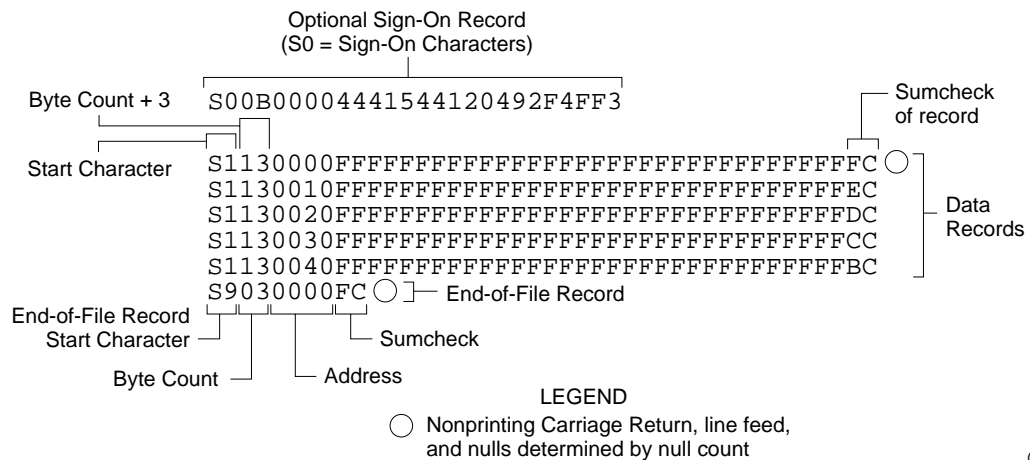 Optional Sign-On Record
(S0 = Sign-On Characters)
S00B00004441544120492F4FF3
Byte Count + 3
Sumcheck
of record
Start Character
S1130000FFFFFFFFFFFFFFFFFFFFFFFFFFFFFFFFFC
S1130010FFFFFFFFFFFFFFFFFFFFFFFFFFFFFFFFEC
S1130020FFFFFFFFFFFFFFFFFFFFFFFFFFFFFFFFDC
S1130030FFFFFFFFFFFFFFFFFFFFFFFFFFFFFFFFCC
S1130040FFFFFFFFFFFFFFFFFFFFFFFFFFFFFFFFBC
Data
Records
S9030000FC
End-of-File Record
End-of-File Record
Start Character
Sumcheck
Byte Count
Address
LEGEND
Nonprinting Carriage Return, line feed,
and nulls determined by null count